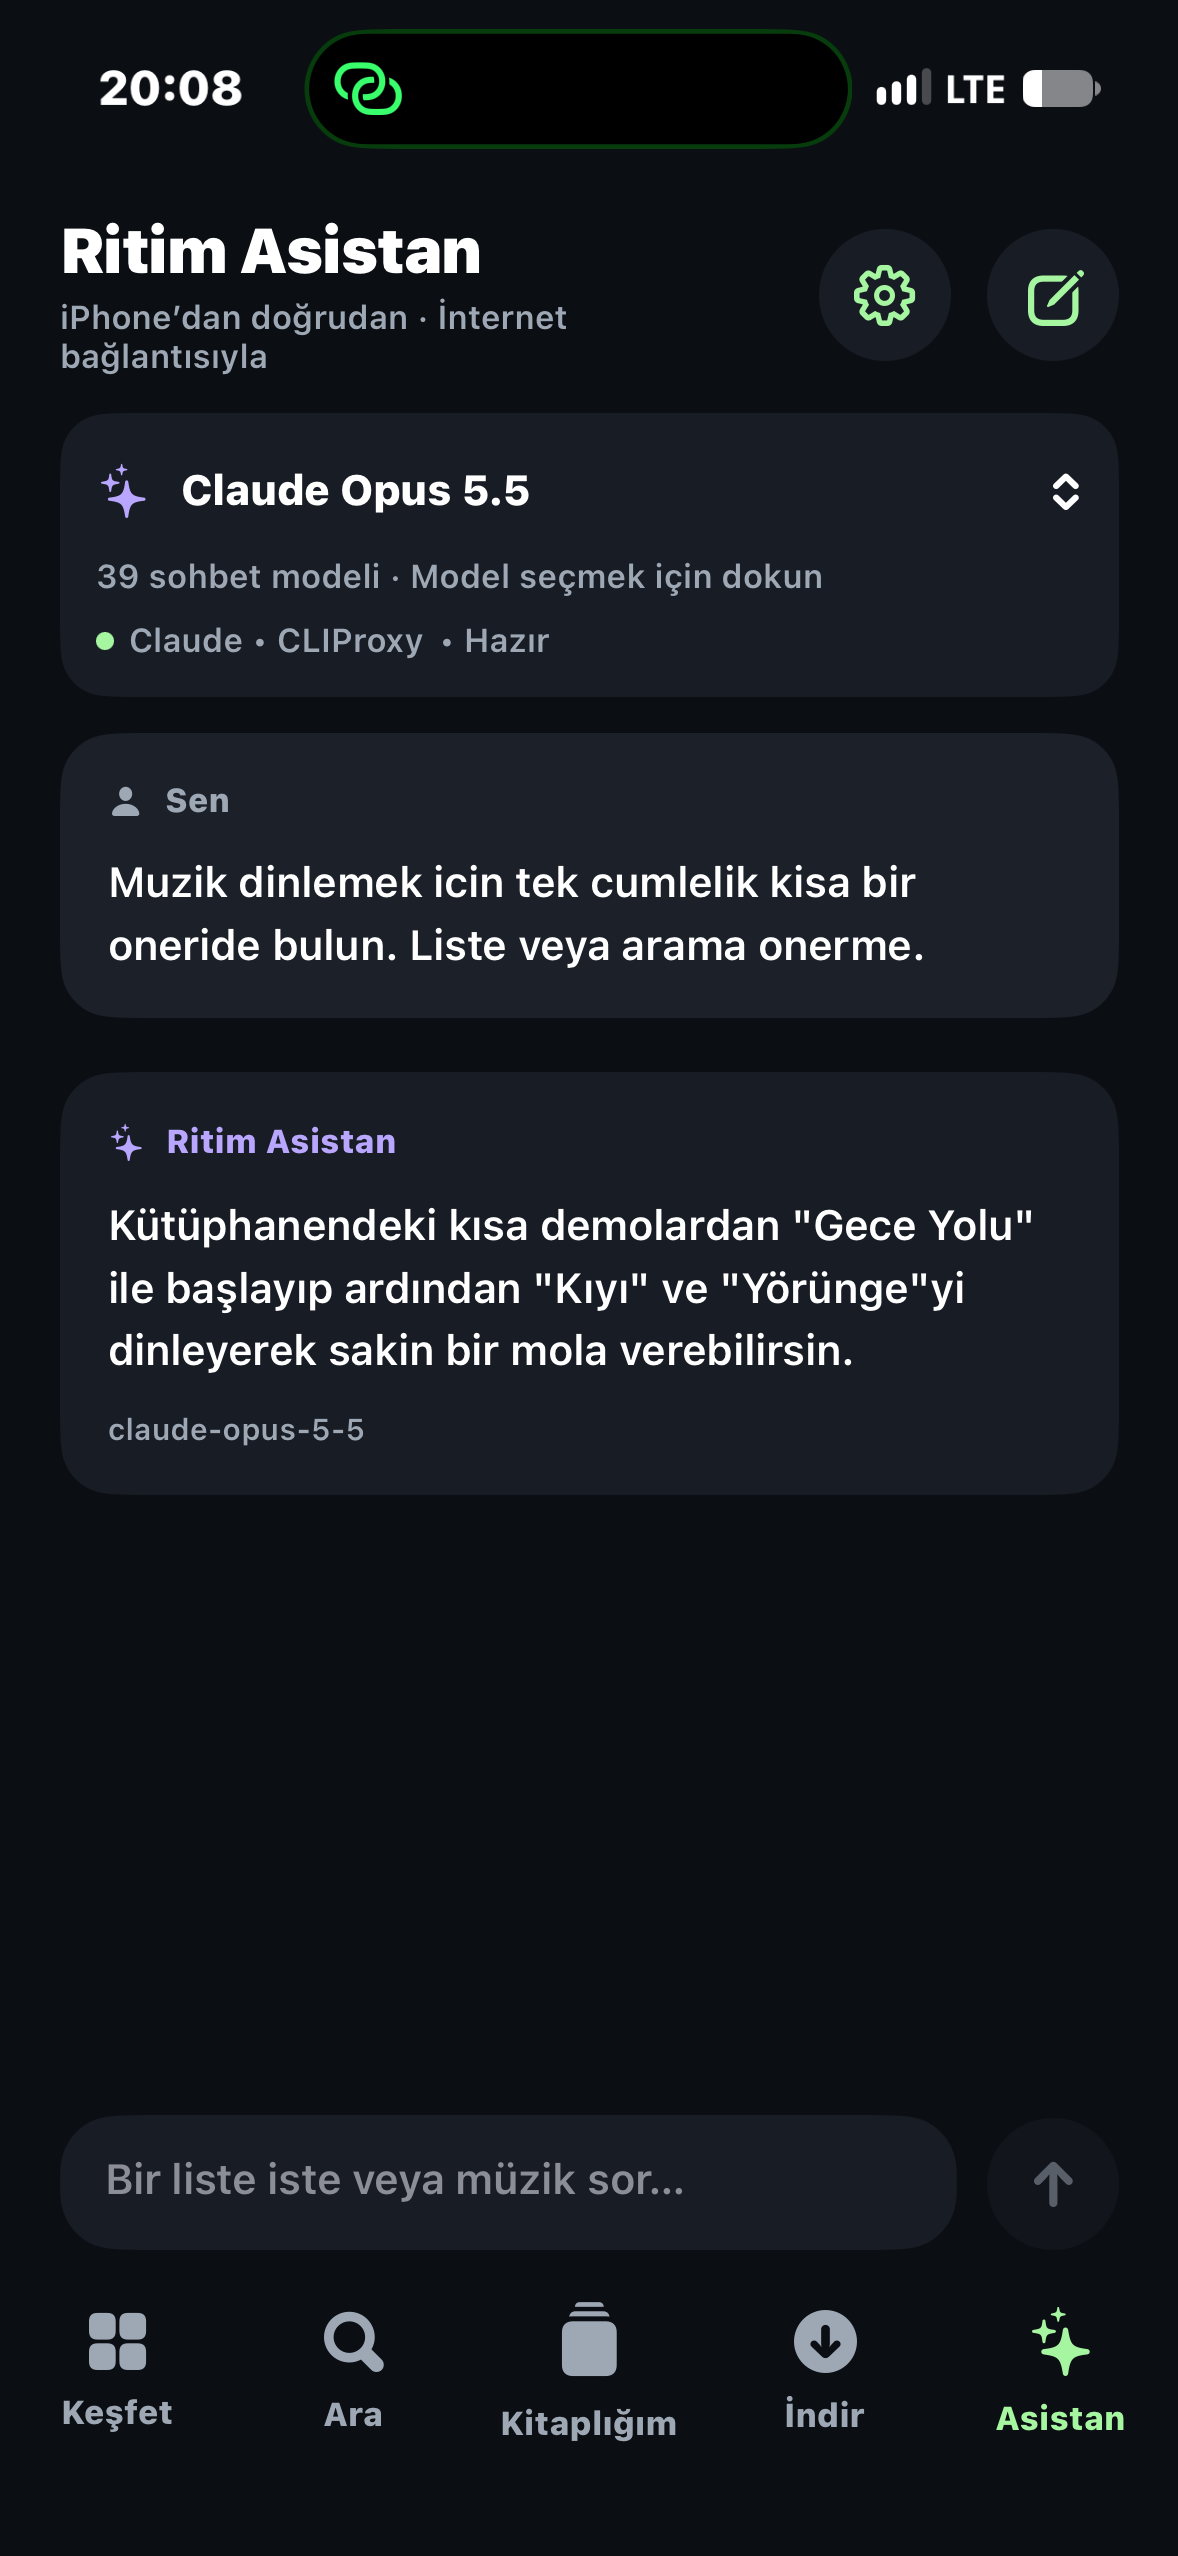 20:08
LTE
Ritim Asistan
iPhone’dan doğrudan · İnternet
bağlantısıyla
Claude Opus 5.5
39 sohbet modeli · Model seçmek için dokun
Claude • CLIProxy • Hazır
Sen
Muzik dinlemek icin tek cumlelik kisa bir
oneride bulun. Liste veya arama onerme.
Ritim Asistan
Kütüphanendeki kısa demolardan "Gece Yolu"
ile başlayıp ardından "Kıyı" ve "Yörünge"yi
dinleyerek sakin bir mola verebilirsin.
claude-opus-5-5
Bir liste iste veya müzik sor...
Keşfet
Ara
Kitaplığım
İndir
Asistan